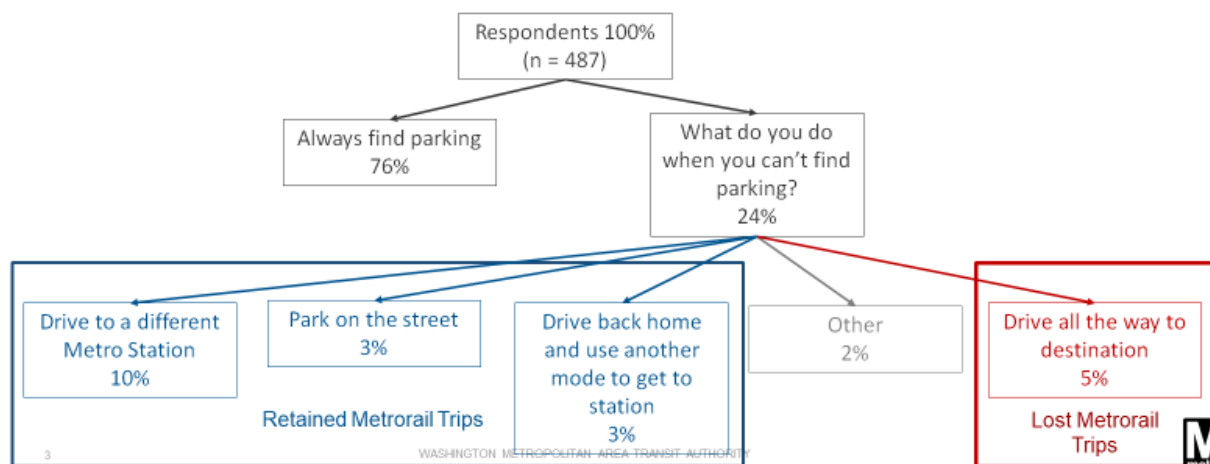 Respondents 100%
(n = 487)
Always find parking
76%
What do you do
when you can't find
parking?
24%
Drive to a different
Metro Station
10%
Park on the street
3%
Drive back home
and use another
mode to get to
station
3%
Other
2%
Drive all the way to
destination
5%
Retained Metrorail Trips
Lost Metrorail
Trips
3
WASHINGTON METROPOLITAN AREA TRANSIT AUTHORITY
M